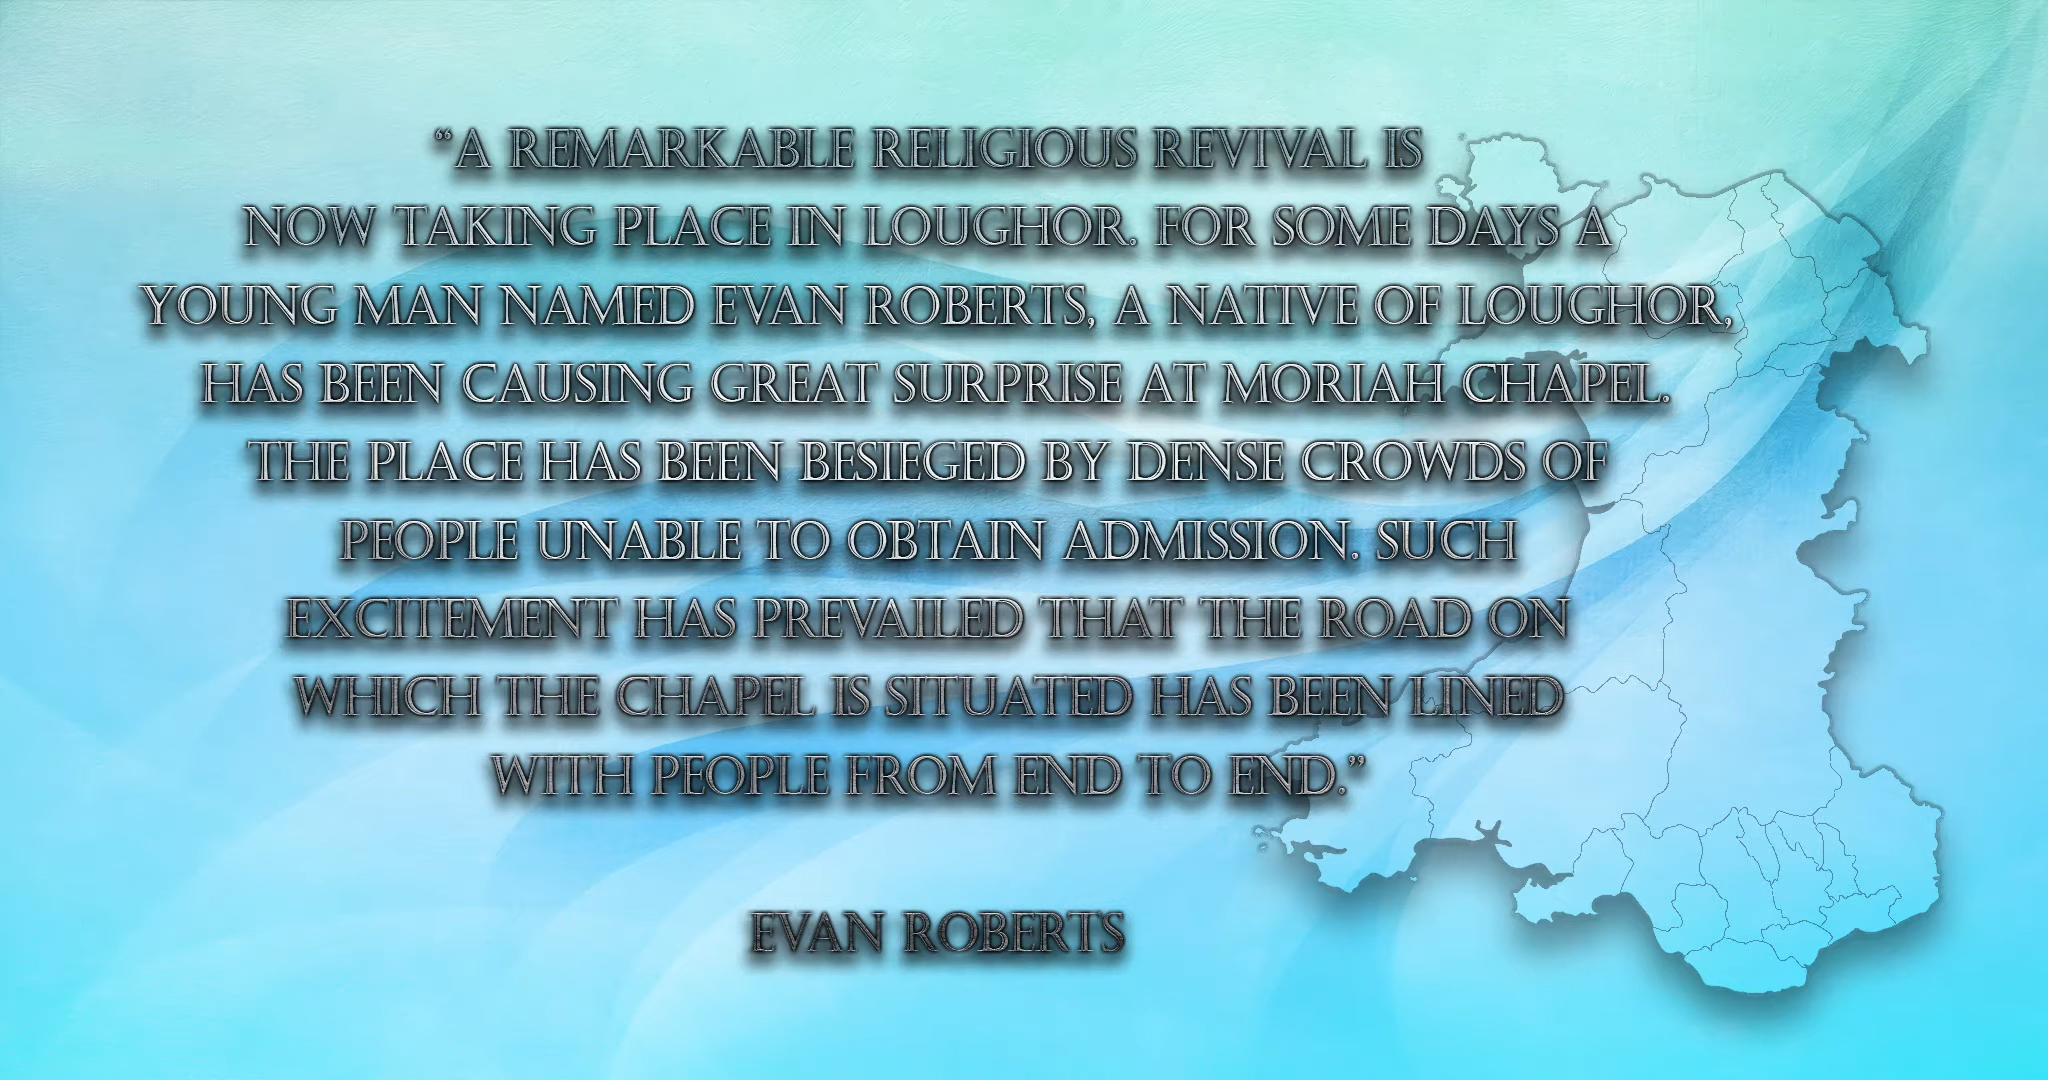 “A REMARKABLE RELIGIOUS REVIVAL IS
NOW TAKING PLACE IN LOUGHOR. FOR SOME DAYS A
YOUNG MAN NAMED EVAN ROBERTS, A NATIVE OF LOUGHOR,
HAS BEEN CAUSING GREAT SURPRISE AT MORIAH CHAPEL.
THE PLACE HAS BEEN BESIEGED BY DENSE CROWDS OF
PEOPLE UNABLE TO OBTAIN ADMISSION. SUCH
EXCITEMENT HAS PREVAILED THAT THE ROAD ON
WHICH THE CHAPEL IS SITUATED HAS BEEN LINED
WITH PEOPLE FROM END TO END.”
EVAN ROBERTS